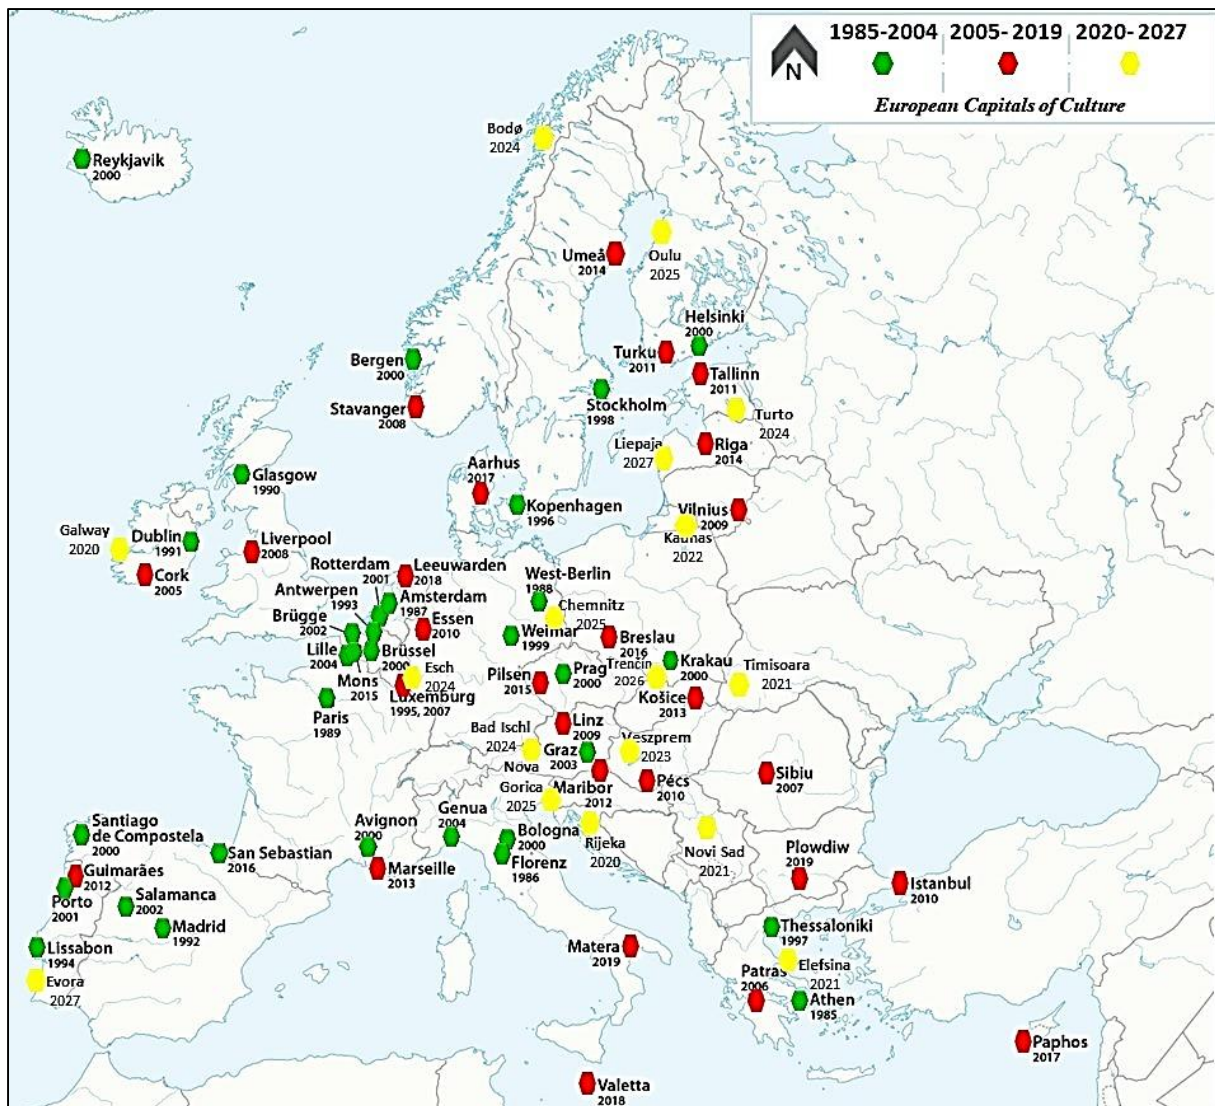 1985-2004 2005-2019 2020-2027
N
European Capitals of Culture
Bodø
2024
Reykjavik
2000
Umeå
2014
Oulu
2025
Helsinki
2000
Bergen
2000
Turku
2011
Tallinn
2011
Stavanger
2008
Stockholm
1998
Turto
2024
Liepaja
2027
Riga
2014
Glasgow
1990
Aarhus
2017
Kopenhagen
1996
Vilnius
2009
Kaunas
2022
Galway
2020
Dublin
1991
Liverpool
2008
Cork
2005
Rotterdam
2001
Leeuwarden
2018
West-Berlin
1988
Antwerpen
1993
Amsterdam
1987
Chemnitz
2025
Brügge
2002
Essen
2010
Weimar
1999
Breslau
2016
Lille
2004
Brüssel
2000
Mons
2015
Esch
2024
Luxemburg
1995, 2007
Pilsen
2015
Prag
2000
Trenčin
2026
Krakau
2000
Košice
2013
Timisoara
2021
Paris
1989
Linz
2009
Bad Ischl
2024
Graz
2003
Veszprem
2023
Nova
Gorica
2025
Maribor
2012
Pécs
2010
Sibiu
2007
Santiago
de Compostela
2000
Avignon
2000
Genua
2004
Bologna
2000
Rijeka
2020
Novi Sad
2021
Plowdiw
2019
San Sebastian
2016
Florenz
1986
Marseille
2013
Guimarães
2012
Istanbul
2010
Porto
2001
Salamanca
2002
Madrid
1992
Thessaloniki
1997
Lissabon
1994
Matera
2019
Elefsina
2021
Evora
2027
Patras
2006
Athen
1985
Paphos
2017
Valetta
2018